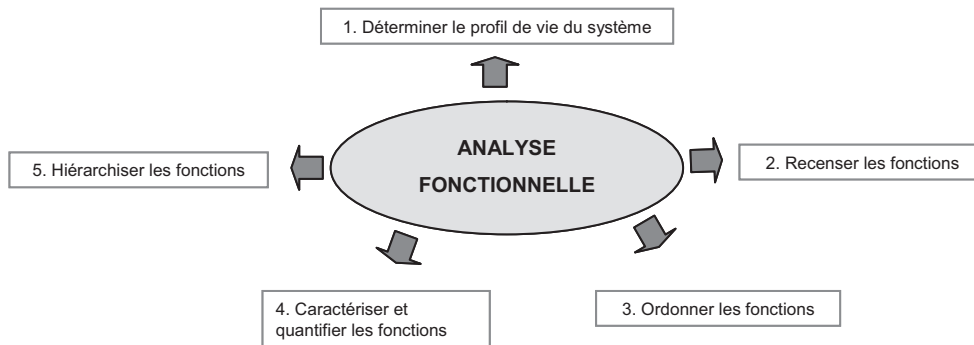 1. Déterminer le profil de vie du système
ANALYSE
FONCTIONNELLE
2. Recenser les fonctions
3. Ordonner les fonctions
4. Caractériser et
quantifier les fonctions
5. Hiérarchiser les fonctions